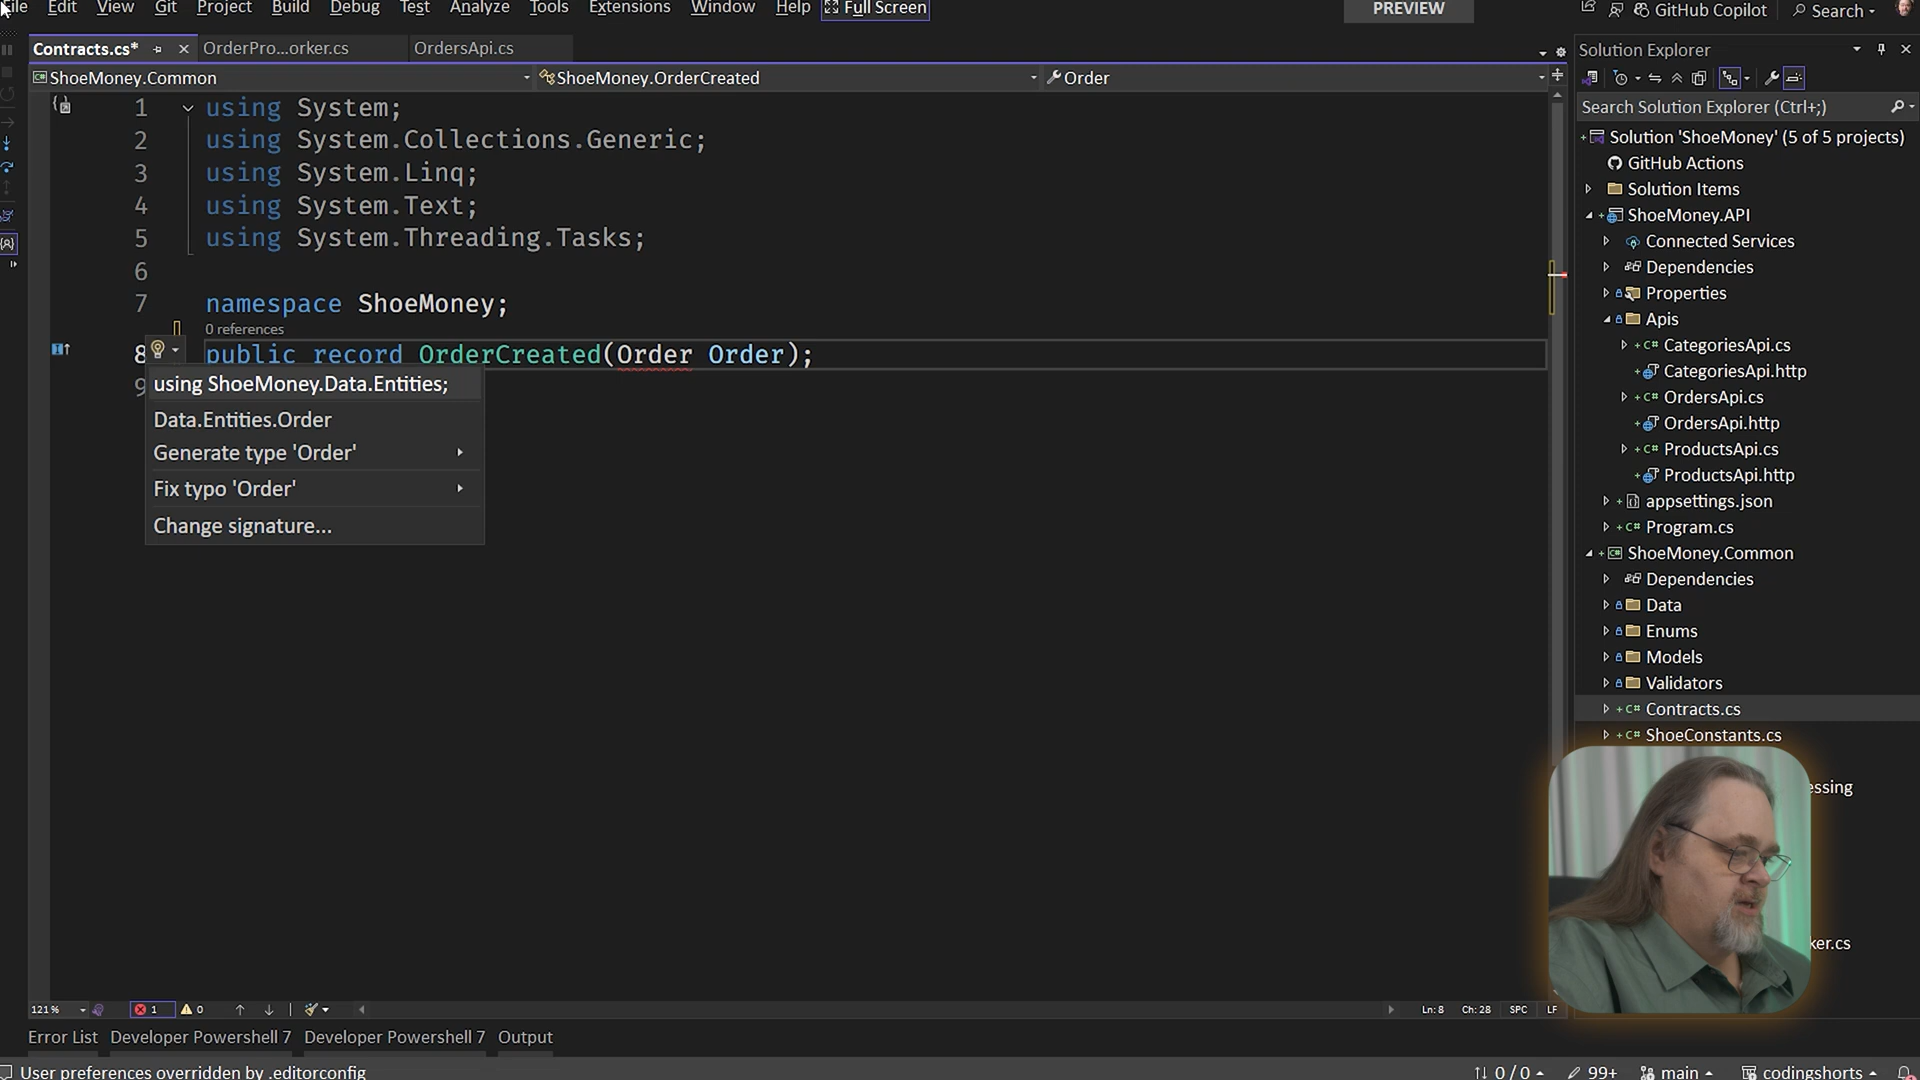 File Edit View Git Project Build Debug Test Analyze Tools Extensions Window Help Full Screen PREVIEW GitHub Copilot Search
Contracts.cs* OrderPro...orker.cs OrdersApi.cs
ShoeMoney.Common ShoeMoney.OrderCreated Order
1 using System;
2 using System.Collections.Generic;
3 using System.Linq;
4 using System.Text;
5 using System.Threading.Tasks;
6
7 namespace ShoeMoney;
0 references
8 public record OrderCreated(Order Order);
9
using ShoeMoney.Data.Entities;
Data.Entities.Order
Generate type 'Order'
Fix typo 'Order'
Change signature...
Solution Explorer
Search Solution Explorer (Ctrl+;)
Solution 'ShoeMoney' (5 of 5 projects)
GitHub Actions
Solution Items
ShoeMoney.API
Connected Services
Dependencies
Properties
Apis
C# CategoriesApi.cs
CategoriesApi.http
C# OrdersApi.cs
OrdersApi.http
C# ProductsApi.cs
ProductsApi.http
appsettings.json
C# Program.cs
ShoeMoney.Common
Dependencies
Data
Enums
Models
Validators
C# Contracts.cs
C# ShoeConstants.cs
essing
ker.cs
121 % 1 0 Ln: 8 Ch: 28 SPC LF
Error List Developer Powershell 7 Developer Powershell 7 Output
User preferences overridden by .editorconfig 0 / 0 99+ main codingshorts